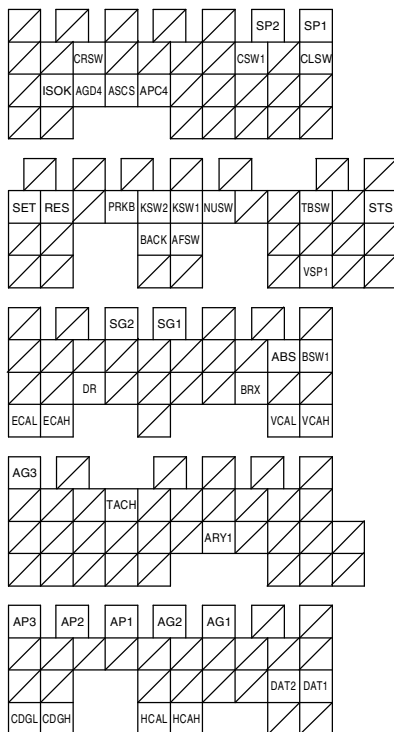 SP2 SP1
CRSW CSW1 CLSW
ISOK AGD4 ASCS APC4
SET RES PRKB KSW2 KSW1 NUSW TBSW STS
BACK AFSW
VSP1
SG2 SG1
ABS BSW1
DR BRX
ECAL ECAH VCAL VCAH
AG3
TACH
ARY1
AP3 AP2 AP1 AG2 AG1
DAT2 DAT1
CDGL CDGH HCAL HCAH